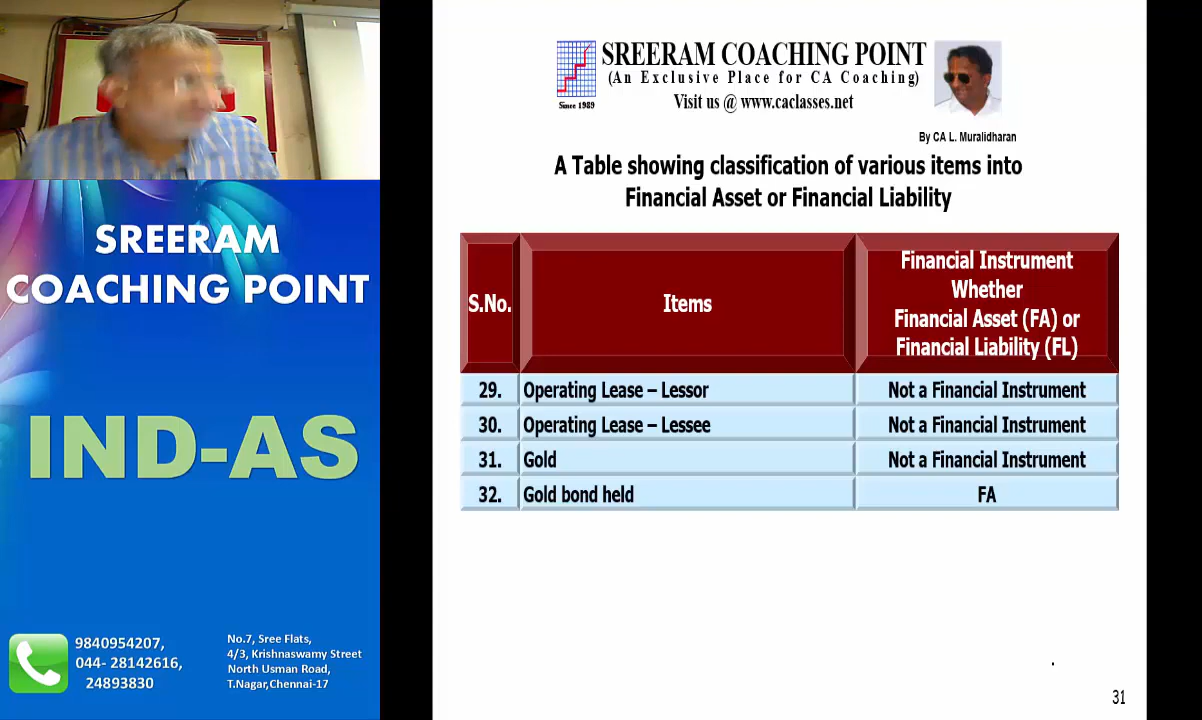 SREERAM COACHING POINT
(An Exclusive Place for CA Coaching)
Since 1989
Visit us @ www.caclasses.net
By CA L. Muralidharan
A Table showing classification of various items into
Financial Asset or Financial Liability
S.No.
Items
Financial Instrument
Whether
Financial Asset (FA) or
Financial Liability (FL)
29. Operating Lease – Lessor Not a Financial Instrument
30. Operating Lease – Lessee Not a Financial Instrument
31. Gold Not a Financial Instrument
32. Gold bond held FA
31
SREERAM
COACHING POINT
IND-AS
9840954207,
044- 28142616,
24893830
No.7, Sree Flats,
4/3, Krishnaswamy Street
North Usman Road,
T.Nagar,Chennai-17